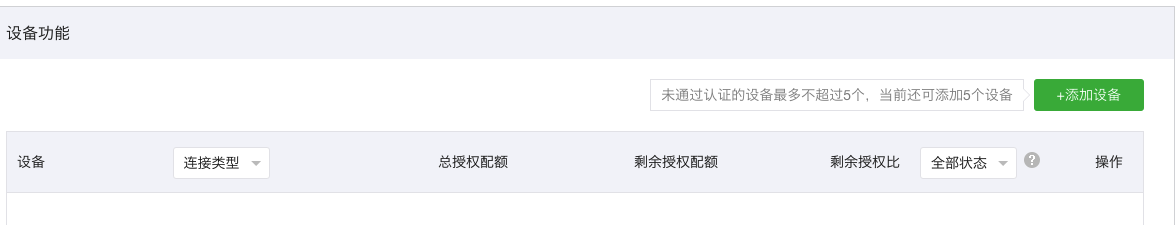 设备功能
未通过认证的设备最多不超过5个，当前还可添加5个设备 +添加设备
设备 连接类型 总授权配额 剩余授权配额 剩余授权比 全部状态 ? 操作